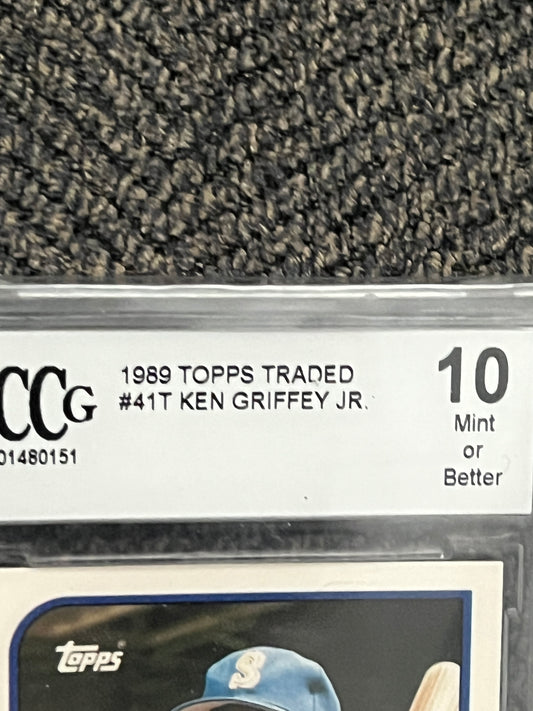 CCG
01480151
1989 TOPPS TRADED
#41T KEN GRIFFEY JR.
10
Mint
or
Better
Topps
S